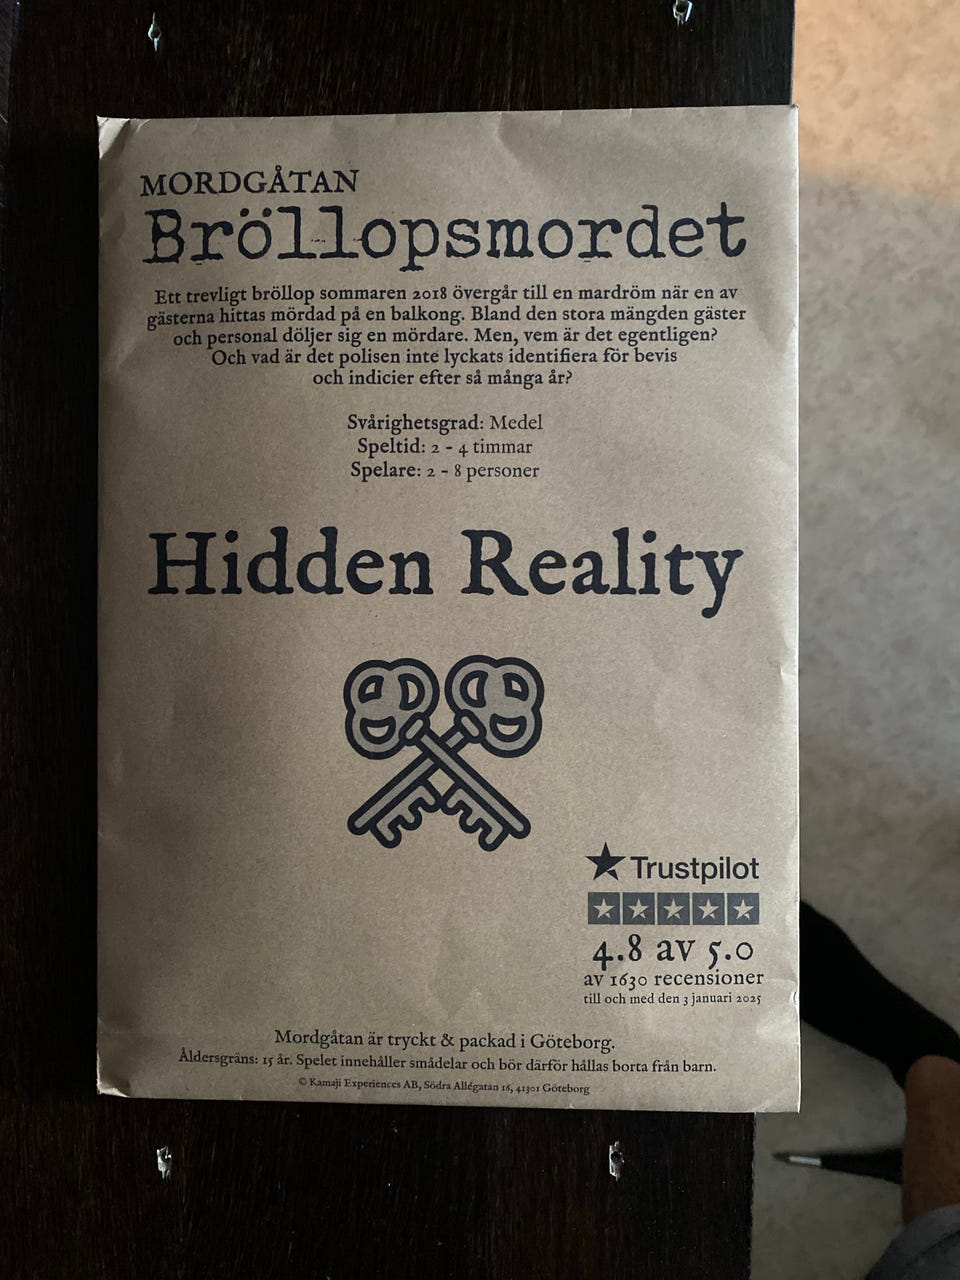 MORDGÅTAN
Bröllopsmordet
Ett trevligt bröllop sommaren 2018 övergår till en mardröm när en av
gästerna hittas mördad på en balkong. Bland den stora mängden gäster
och personal döljer sig en mördare. Men, vem är det egentligen?
Och vad är det polisen inte lyckats identifiera för bevis
och indicier efter så många år?
Svårighetsgrad: Medel
Speltid: 2 - 4 timmar
Spelare: 2 - 8 personer
Hidden Reality
Trustpilot
4.8 av 5.0
av 1630 recensioner
till och med den 3 januari 2025
Mordgåtan är tryckt & packad i Göteborg.
Åldersgräns: 15 år. Spelet innehåller smådelar och bör därför hållas borta från barn.
© Kamaji Experiences AB, Södra Allégatan 16, 41301 Göteborg